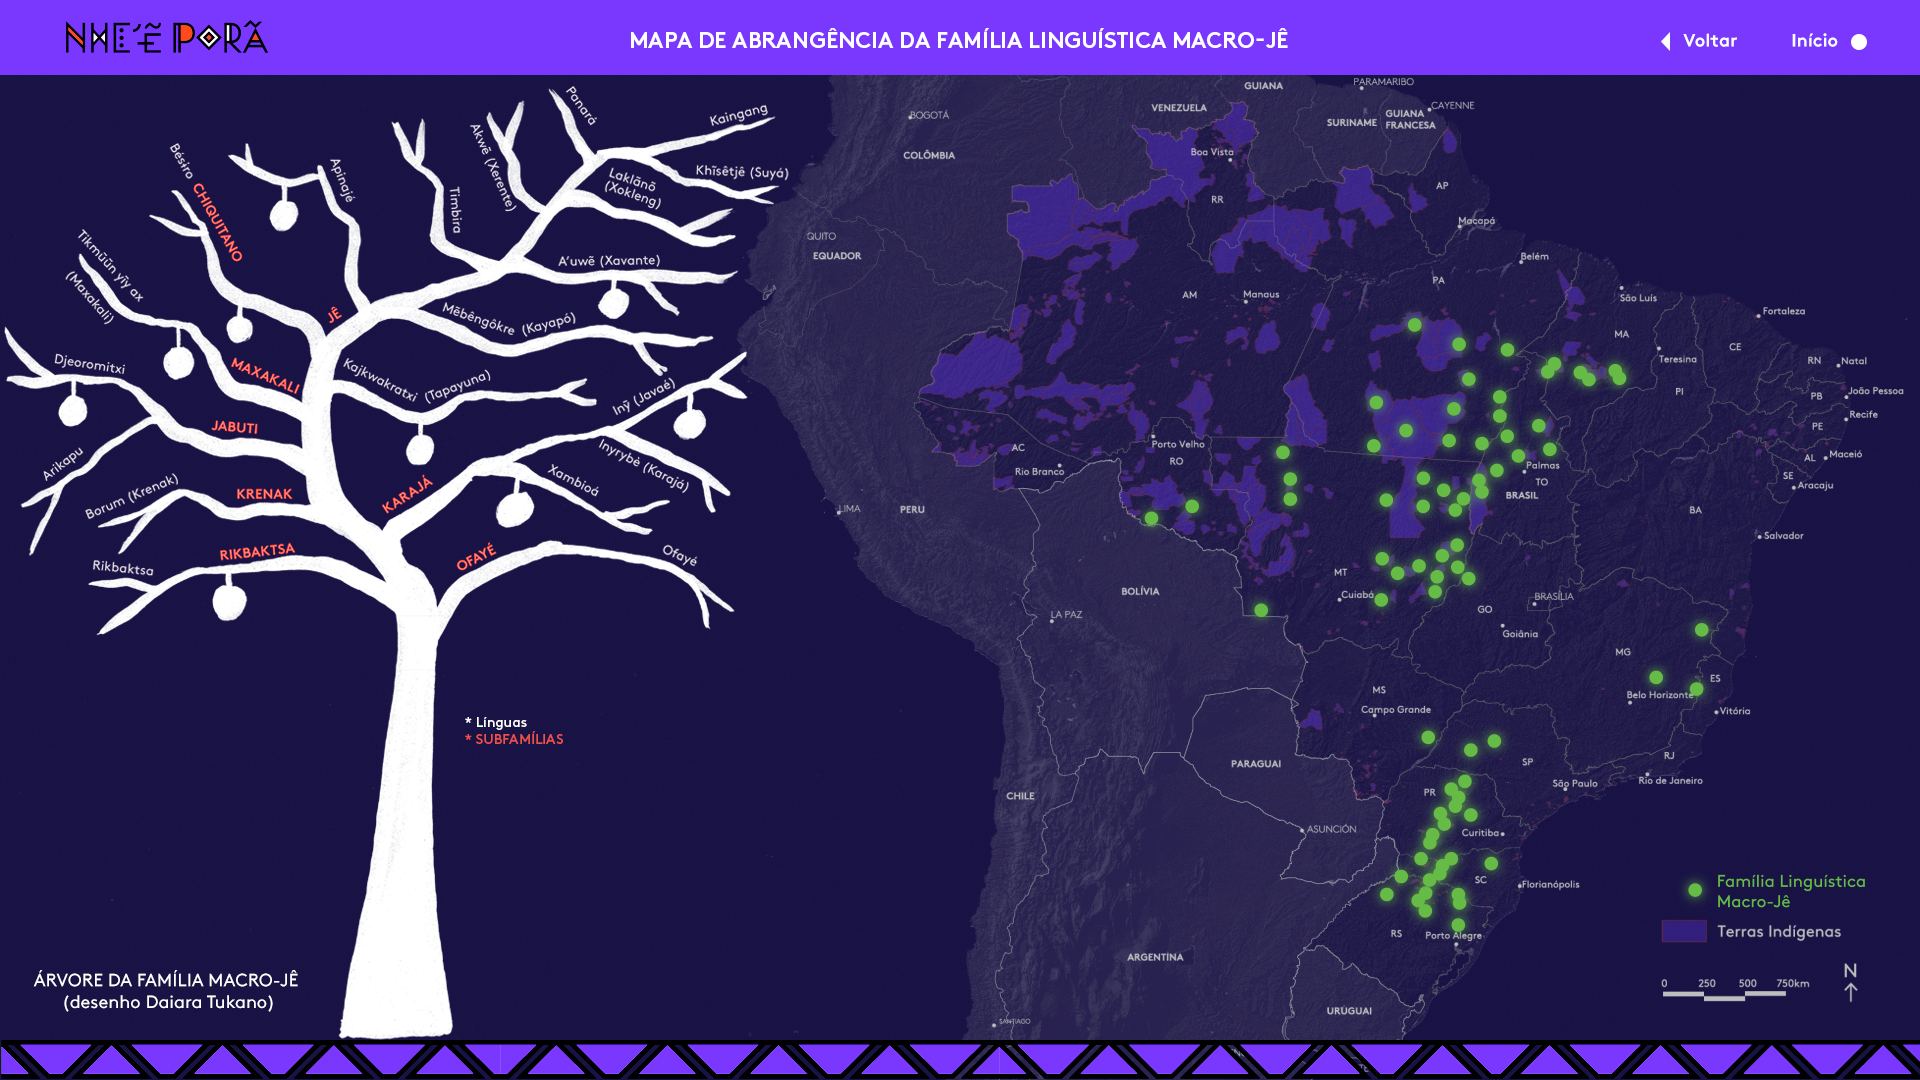 NHE'Ẽ PORÃ
MAPA DE ABRANGÊNCIA DA FAMÍLIA LINGUÍSTICA MACRO-JÊ
Voltar
Início
Bésiro
CHIQUITANO
Apinajé
Timbira
Akwẽ (Xerente)
Panará
Kaingang
Khĩsêtjê (Suyá)
Laklãnõ
(Xokleng)
A'uwẽ (Xavante)
JÊ
Mẽbêngôkre (Kayapó)
Tikmũũn yĩy ax
(Maxakali)
MAXAKALI
Kajkwakratxi (Tapayuna)
Djeoromitxi
JABUTI
Arikapu
Inỹ (Javaé)
Inyrybè (Karajá)
Xambioá
KARAJÁ
Borum (Krenak)
KRENAK
Rikbaktsa
RIKBAKTSA
OFAYÉ
Ofayé
* Línguas
* SUBFAMÍLIAS
ÁRVORE DA FAMÍLIA MACRO-JÊ
(desenho Daiara Tukano)
GUIANA
PARAMARIBO
VENEZUELA
CAYENNE
BOGOTÁ
SURINAME
GUIANA
FRANCESA
COLÔMBIA
Boa Vista
RR
AP
Macapá
QUITO
EQUADOR
Belém
PA
AM
Manaus
São Luís
Fortaleza
MA
Teresina
CE
RN
Natal
PI
PB
João Pessoa
Recife
PE
AC
Rio Branco
Porto Velho
RO
AL
Maceió
SE
Aracaju
Palmas
TO
BRASIL
BA
LIMA
PERU
Salvador
MT
Cuiabá
BOLÍVIA
LA PAZ
BRASÍLIA
GO
Goiânia
MG
ES
Belo Horizonte
Vitória
MS
Campo Grande
PARAGUAI
SP
RJ
São Paulo
Rio de Janeiro
CHILE
PR
ASUNCIÓN
Curitiba
SC
Florianópolis
RS
Porto Alegre
ARGENTINA
URUGUAI
SANTIAGO
Família Linguística
Macro-Jê
Terras Indígenas
0 250 500 750km
N